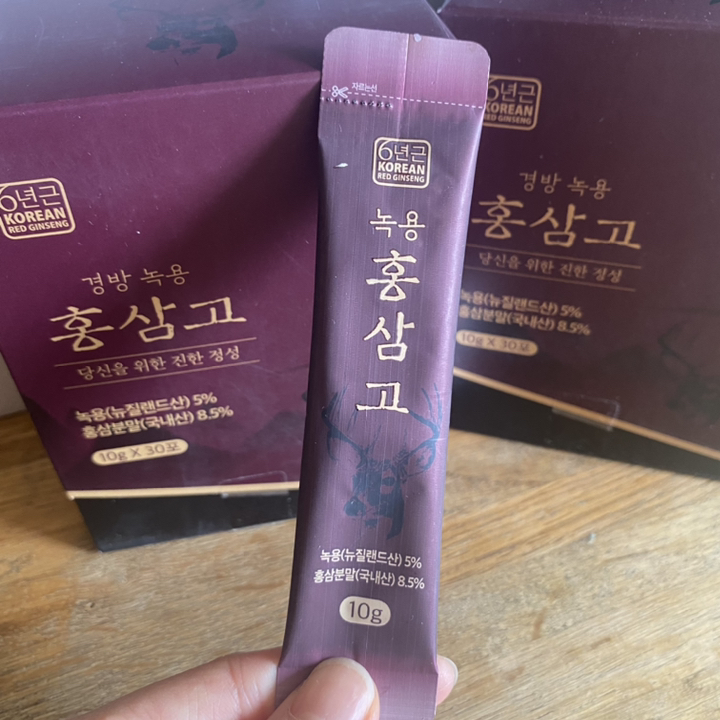 자르는선
6년근
KOREAN
RED GINSENG
녹용
홍삼고
녹용(뉴질랜드산) 5%
홍삼분말(국내산) 8.5%
10g
6년근
KOREAN
RED GINSENG
경방 녹용
홍삼고
당신을 위한 진한 정성
녹용(뉴질랜드산) 5%
홍삼분말(국내산) 8.5%
10g X 30포
6년근
KOREAN
RED GINSENG
경방 녹용
홍삼고
당신을 위한 진한 정성
녹용(뉴질랜드산) 5%
홍삼분말(국내산) 8.5%
10g X 30포